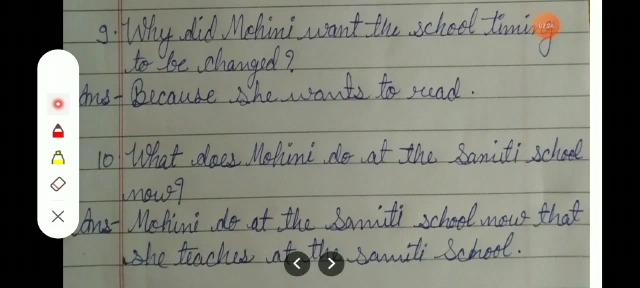 9. Why did Mohini want the school timing
to be changed?
Ans- Because she wants to read.
10. What does Mohini do at the Samiti school
now?
Ans- Mohini do at the Samiti school now that
she teaches at the Samiti School.